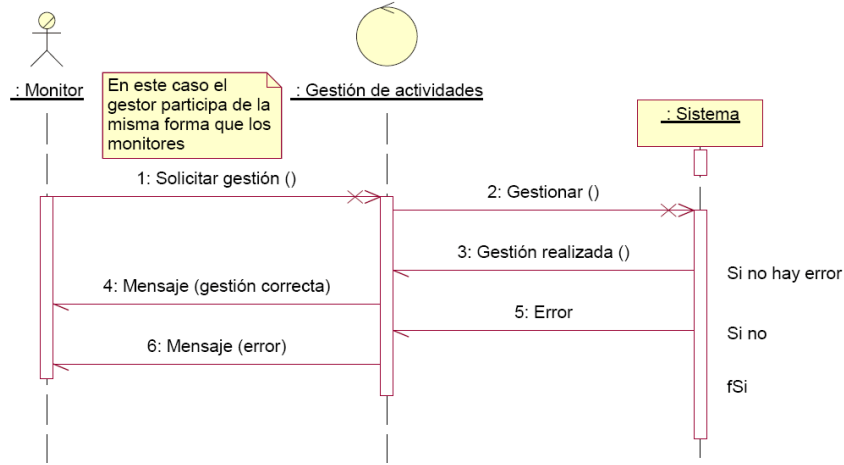 : Monitor
En este caso el
gestor participa de la
misma forma que los
monitores
: Gestión de actividades
: Sistema
1: Solicitar gestión ()
2: Gestionar ()
3: Gestión realizada ()
Si no hay error
4: Mensaje (gestión correcta)
5: Error
Si no
6: Mensaje (error)
fSi